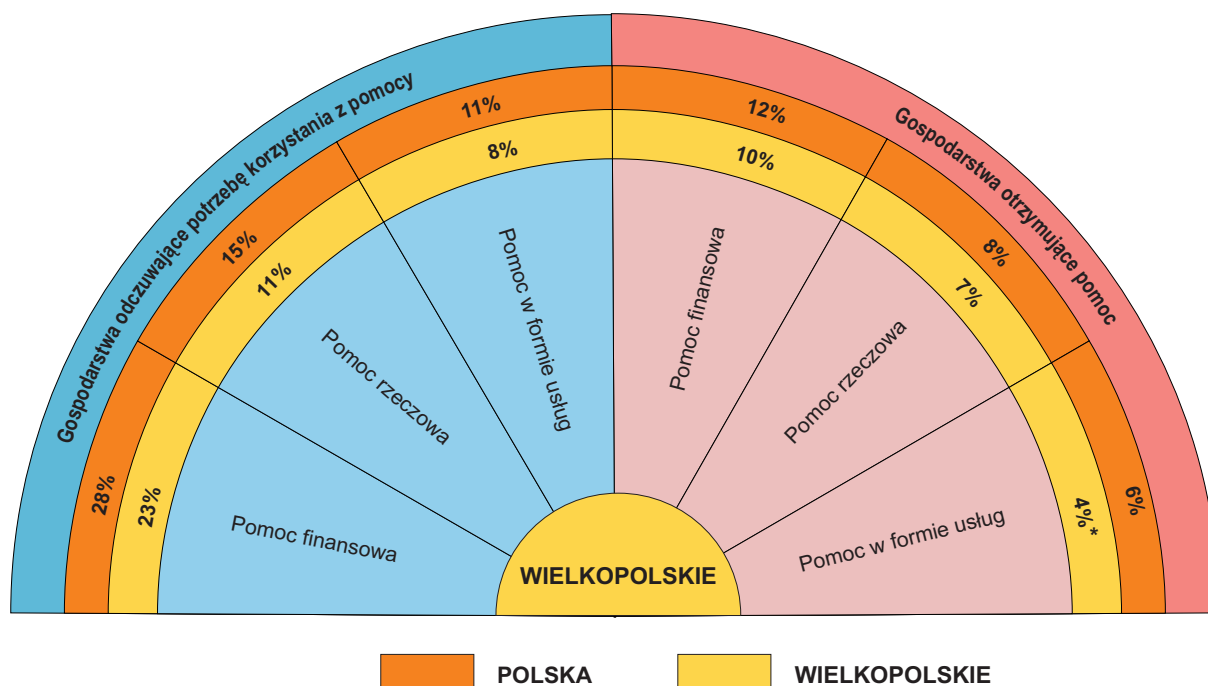 Gospodarstwa odczuwające potrzebę korzystania z pomocy
Gospodarstwa otrzymujące pomoc
28%
15%
11%
12%
8%
6%
23%
11%
8%
10%
7%
4%*
Pomoc finansowa
Pomoc rzeczowa
Pomoc w formie usług
Pomoc finansowa
Pomoc rzeczowa
Pomoc w formie usług
WIELKOPOLSKIE
POLSKA
WIELKOPOLSKIE